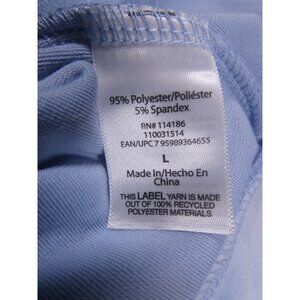 95% Polyester/Poliéster
5% Spandex
RN# 114186
110031514
EAN/UPC 7 95989364655
L
Made in/Hecho En
China
THIS LABEL YARN IS MADE
OUT OF 100% RECYCLED
POLYESTER MATERIALS